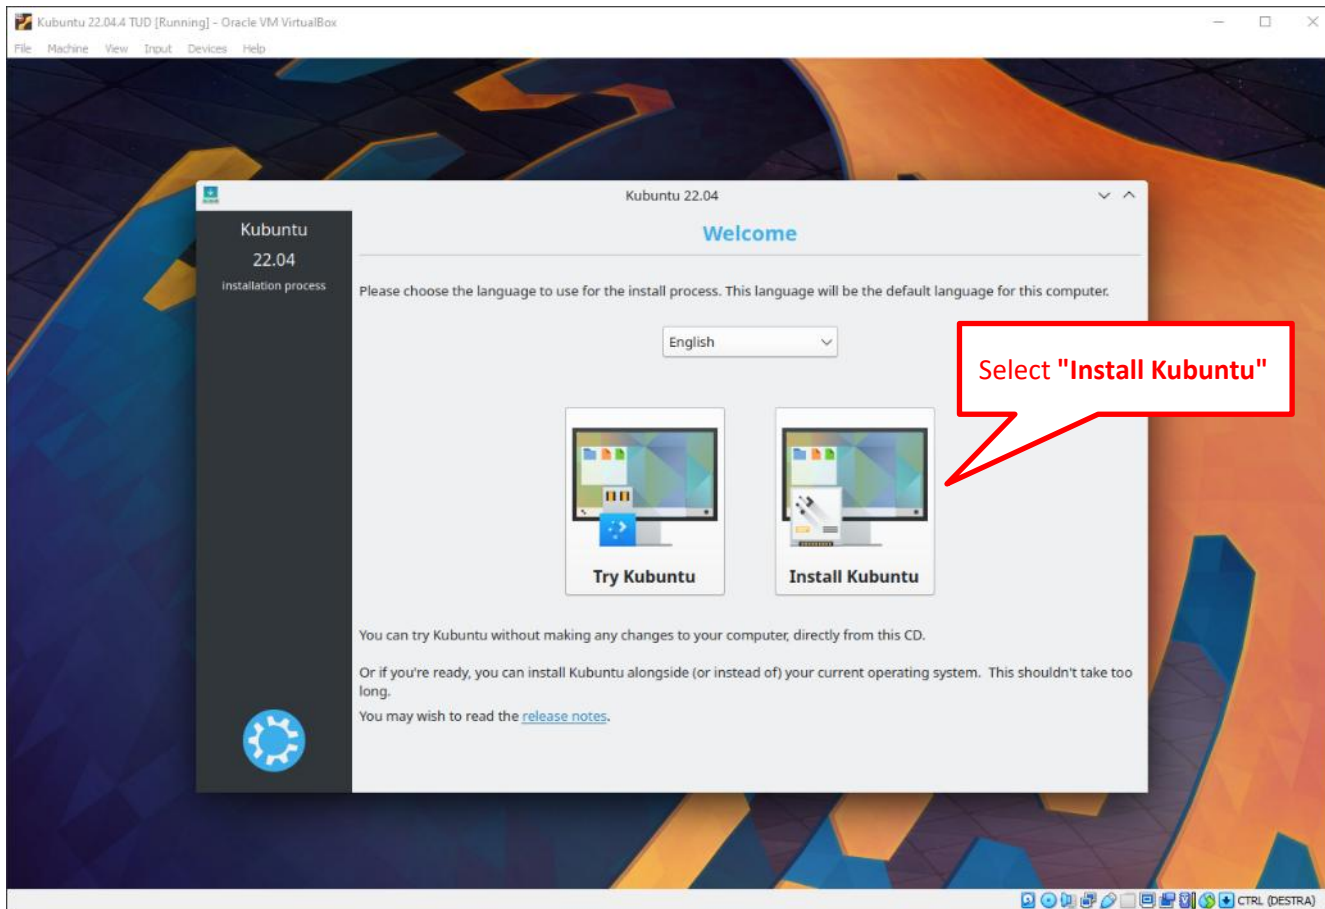 Kubuntu 22.04.4 TUD [Running] - Oracle VM VirtualBox
File Machine View Input Devices Help
Kubuntu 22.04
Kubuntu
22.04
installation process
Welcome
Please choose the language to use for the install process. This language will be the default language for this computer.
English
Select "Install Kubuntu"
Try Kubuntu
Install Kubuntu
You can try Kubuntu without making any changes to your computer, directly from this CD.
Or if you're ready, you can install Kubuntu alongside (or instead of) your current operating system. This shouldn't take too
long.
You may wish to read the release notes.
CTRL (DESTRA)